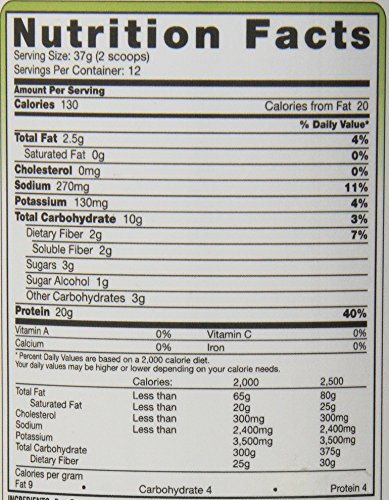 Nutrition Facts
Serving Size: 37g (2 scoops)
Servings Per Container: 12
Amount Per Serving
Calories 130 Calories from Fat 20
% Daily Value*
Total Fat 2.5g 4%
Saturated Fat 0g 0%
Cholesterol 0mg 0%
Sodium 270mg 11%
Potassium 130mg 4%
Total Carbohydrate 10g 3%
Dietary Fiber 2g 7%
Soluble Fiber 2g
Sugars 3g
Sugar Alcohol 1g
Other Carbohydrates 3g
Protein 20g 40%
Vitamin A 0% Vitamin C 0%
Calcium 0% Iron 0%
*Percent Daily Values are based on a 2,000 calorie diet.
Your daily values may be higher or lower depending on your calorie needs.
Calories: 2,000 2,500
Total Fat Less than 65g 80g
Saturated Fat Less than 20g 25g
Cholesterol Less than 300mg 300mg
Sodium Less than 2,400mg 2,400mg
Potassium 3,500mg 3,500mg
Total Carbohydrate 300g 375g
Dietary Fiber 25g 30g
Calories per gram
Fat 9 • Carbohydrate 4 • Protein 4